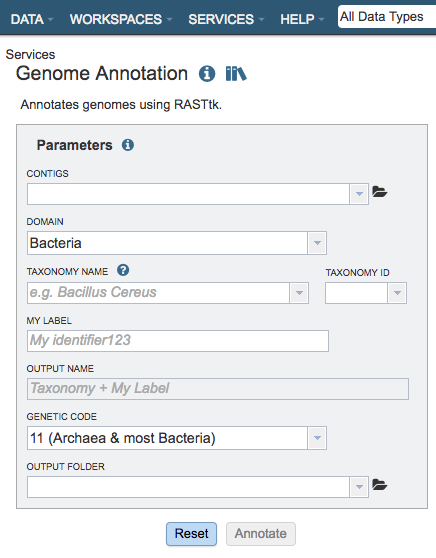 DATA WORKSPACES SERVICES HELP All Data Types
Services
Genome Annotation
Annotates genomes using RASTtk.
Parameters
CONTIGS
DOMAIN
Bacteria
TAXONOMY NAME TAXONOMY ID
e.g. Bacillus Cereus
MY LABEL
My identifier123
OUTPUT NAME
Taxonomy + My Label
GENETIC CODE
11 (Archaea & most Bacteria)
OUTPUT FOLDER
Reset Annotate